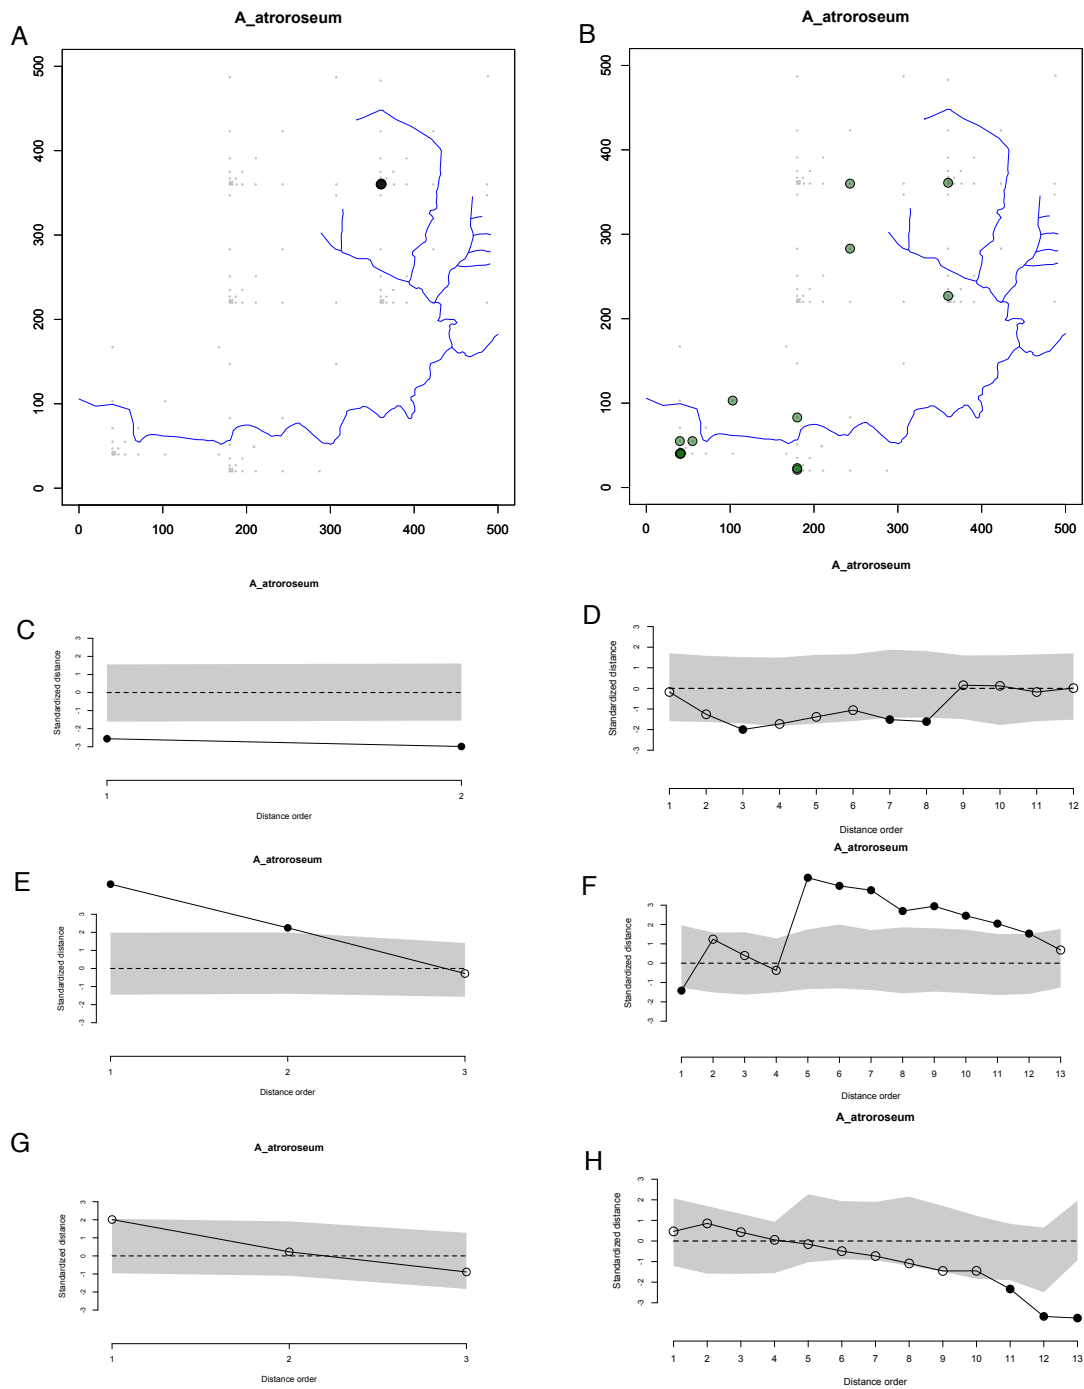 A_atroroseum
A
500
400
300
200
100
0
0 100 200 300 400 500
A_atroroseum
B
500
400
300
200
100
0
0 100 200 300 400 500
A_atroroseum
C
Standardized distance
3
2
1
0
-1
-2
-3
1 2
Distance order
A_atroroseum
D
Standardized distance
3
2
1
0
-1
-2
-3
1 2 3 4 5 6 7 8 9 10 11 12
Distance order
A_atroroseum
E
Standardized distance
3
2
1
0
-1
-2
-3
1 2 3
Distance order
A_atroroseum
F
Standardized distance
3
2
1
0
-1
-2
-3
1 2 3 4 5 6 7 8 9 10 11 12 13
Distance order
A_atroroseum
G
Standardized distance
3
2
1
0
-1
-2
-3
1 2 3
Distance order
A_atroroseum
H
Standardized distance
3
2
1
0
-1
-2
-3
1 2 3 4 5 6 7 8 9 10 11 12 13
Distance order